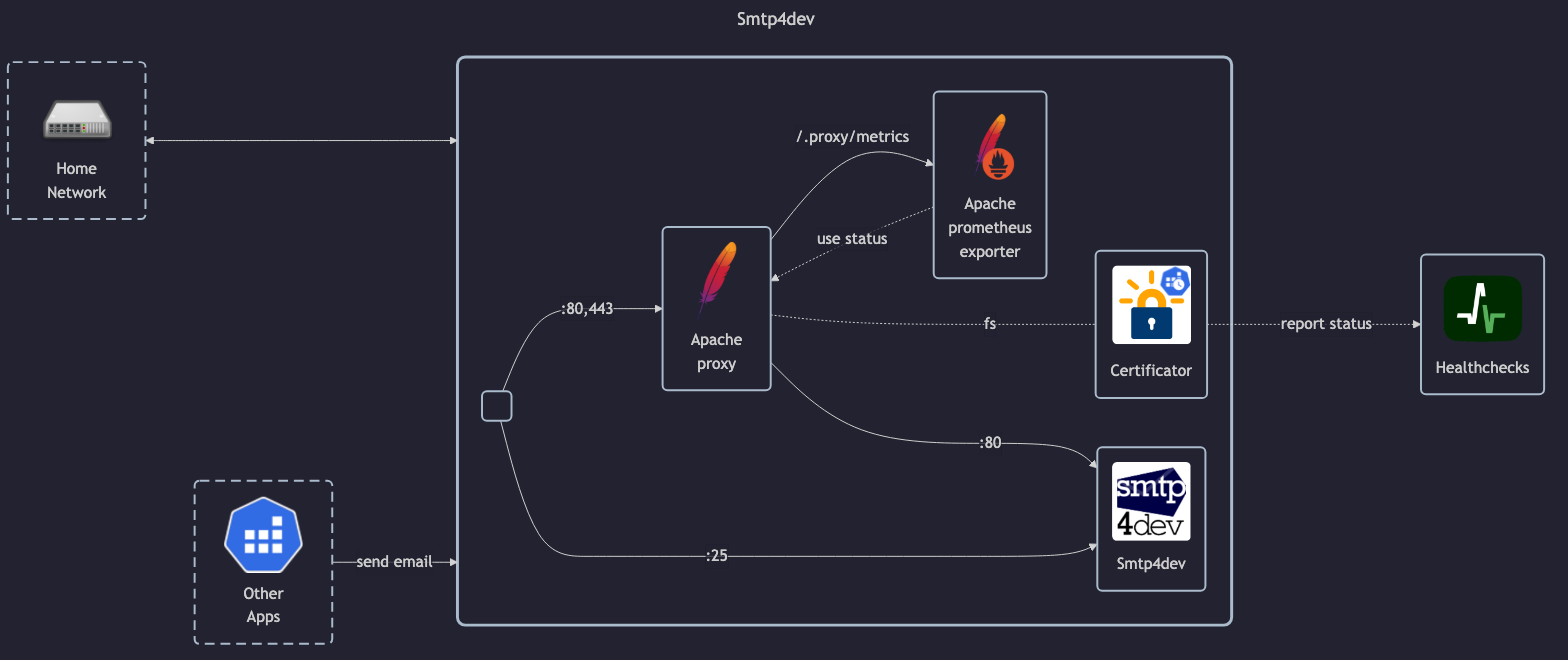 Smtp4dev
Home
Network
/.proxy/metrics
Apache
prometheus
exporter
use status
:80,443
Apache
proxy
fs
Certificator
report status
Healthchecks
:80
smtp
4dev
Smtp4dev
:25
send email
Other
Apps